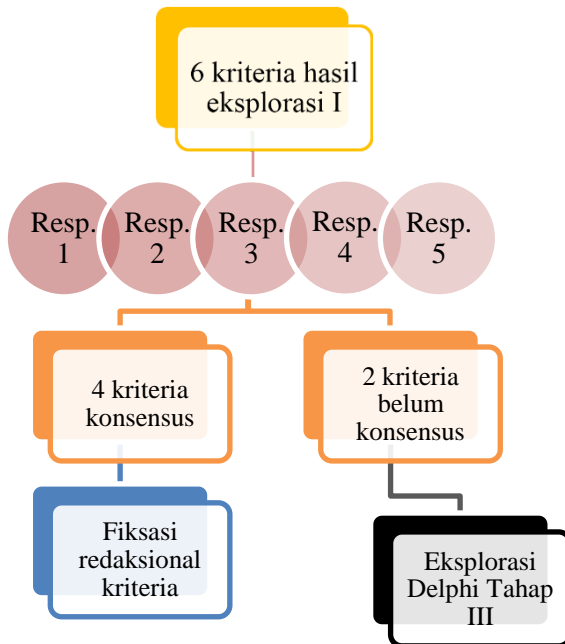 6 kriteria hasil
eksplorasi I
Resp.
1
Resp.
2
Resp.
3
Resp.
4
Resp.
5
4 kriteria
konsensus
2 kriteria
belum
konsensus
Fiksasi
redaksional
kriteria
Eksplorasi
Delphi Tahap
III